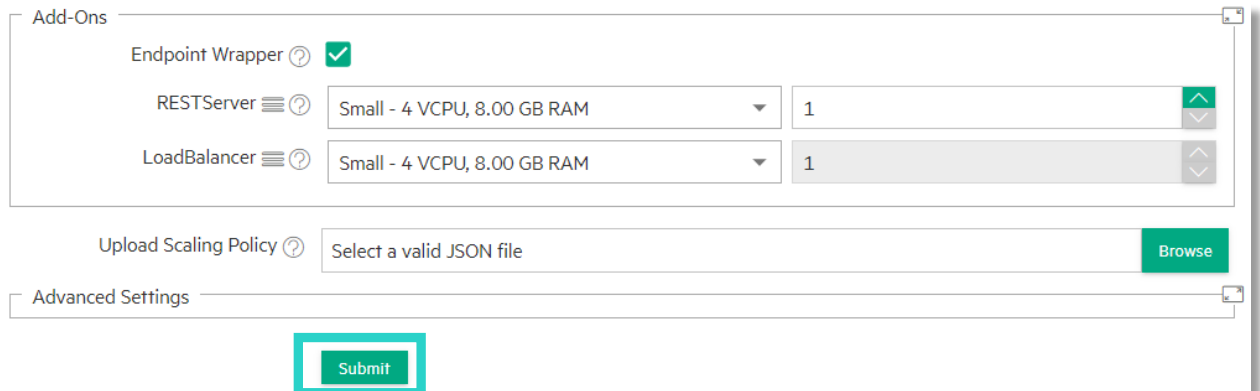 Add-Ons
Endpoint Wrapper ?
RESTServer ? Small - 4 VCPU, 8.00 GB RAM 1
LoadBalancer ? Small - 4 VCPU, 8.00 GB RAM 1
Upload Scaling Policy ? Select a valid JSON file Browse
Advanced Settings
Submit